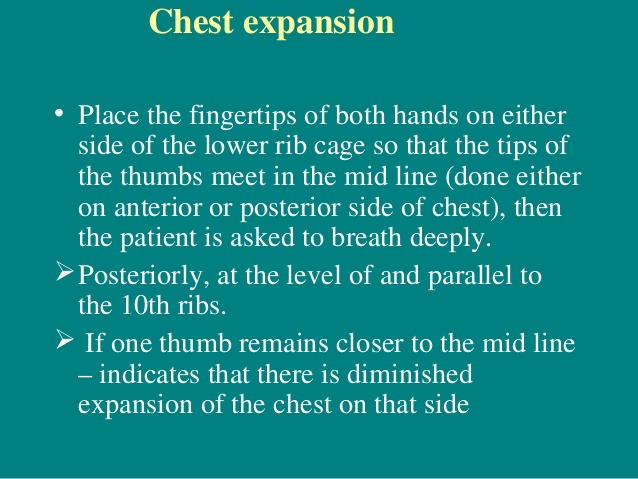 Chest expansion
• Place the fingertips of both hands on either
side of the lower rib cage so that the tips of
the thumbs meet in the mid line (done either
on anterior or posterior side of chest), then
the patient is asked to breath deeply.
➢Posteriorly, at the level of and parallel to
the 10th ribs.
➢ If one thumb remains closer to the mid line
– indicates that there is diminished
expansion of the chest on that side